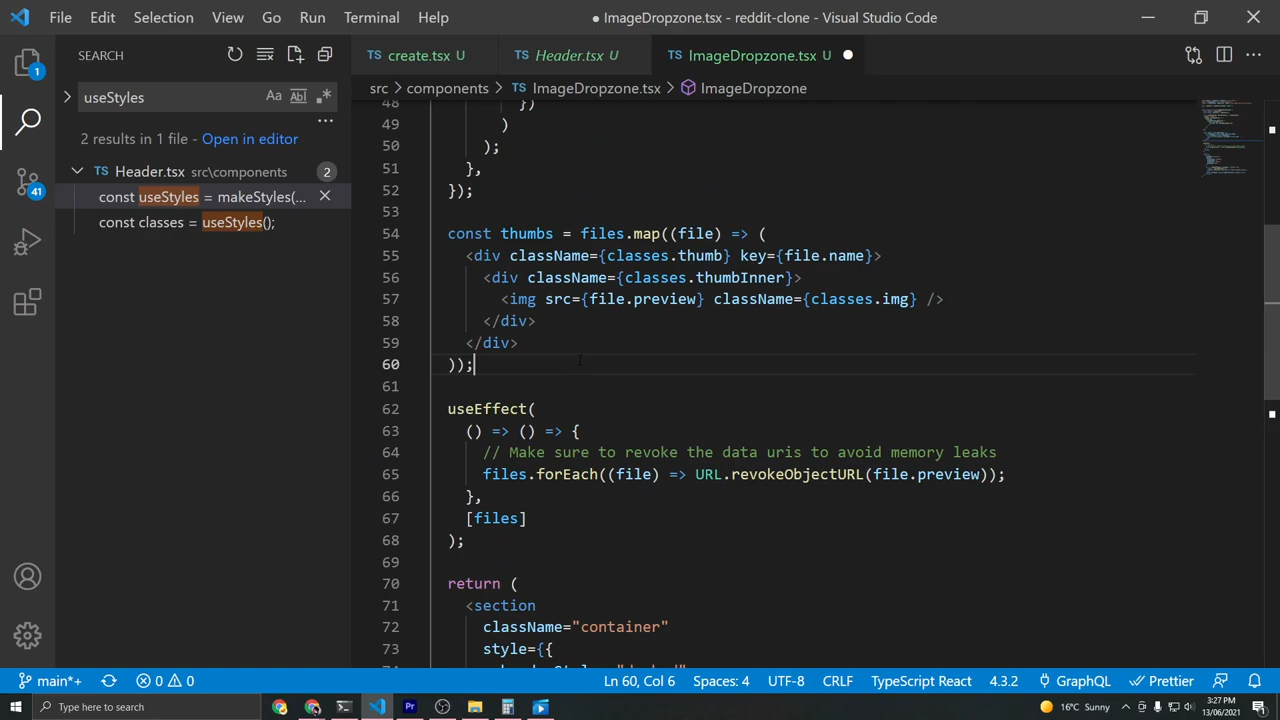 File Edit Selection View Go Run Terminal Help ● ImageDropzone.tsx - reddit-clone - Visual Studio Code
SEARCH
TS create.tsx U
TS Header.tsx U
TS ImageDropzone.tsx U
1
useStyles
Aa Abl .*
src > components > TS ImageDropzone.tsx > ImageDropzone
2 results in 1 file - Open in editor
TS Header.tsx src\components 2
const useStyles = makeStyles(...
const classes = useStyles();
41
48 })
49 )
50 );
51 },
52 });
53
54 const thumbs = files.map((file) => (
55 <div className={classes.thumb} key={file.name}>
56 <div className={classes.thumbInner}>
57 <img src={file.preview} className={classes.img} />
58 </div>
59 </div>
60 ));
61
62 useEffect(
63 () => () => {
64 // Make sure to revoke the data uris to avoid memory leaks
65 files.forEach((file) => URL.revokeObjectURL(file.preview));
66 },
67 [files]
68 );
69
70 return (
71 <section
72 className="container"
73 style={{
main*+ 0 0 Ln 60, Col 6 Spaces: 4 UTF-8 CRLF TypeScript React 4.3.2 GraphQL Prettier
Type here to search
16°C Sunny
3:27 PM
13/06/2021